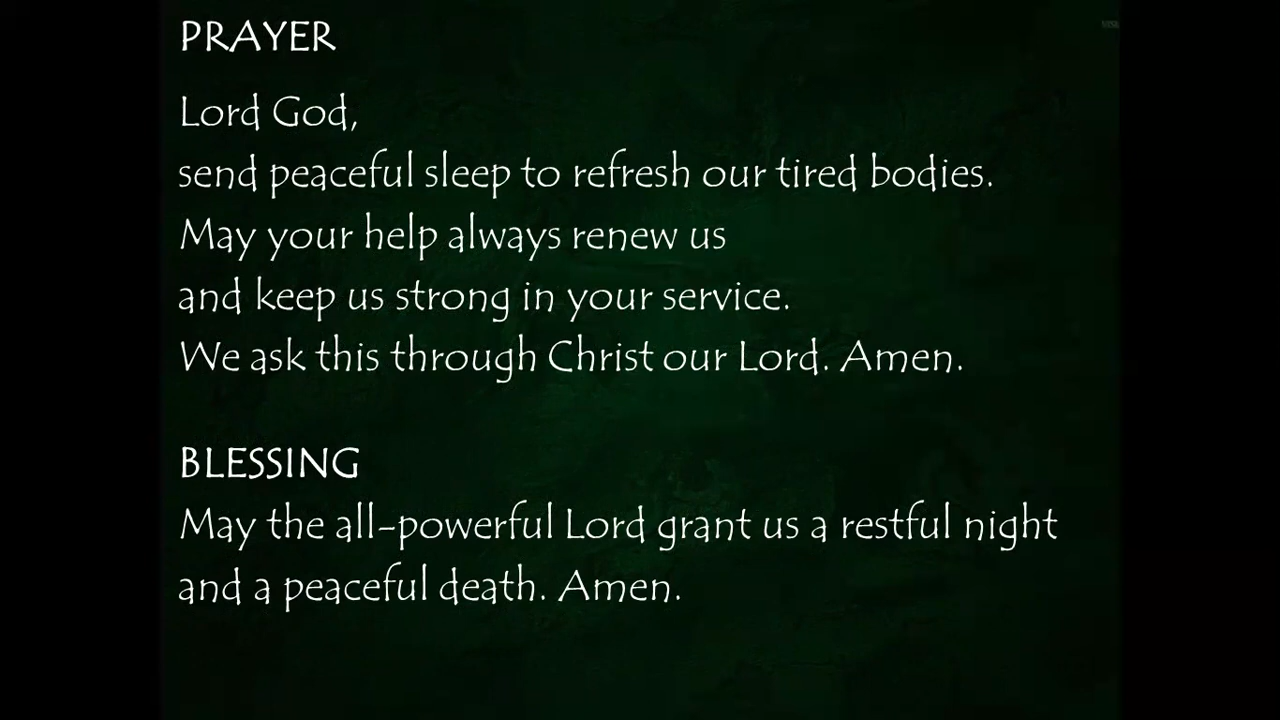 PRAYER
Lord God,
send peaceful sleep to refresh our tired bodies.
May your help always renew us
and keep us strong in your service.
We ask this through Christ our Lord. Amen.
BLESSING
May the all-powerful Lord grant us a restful night
and a peaceful death. Amen.